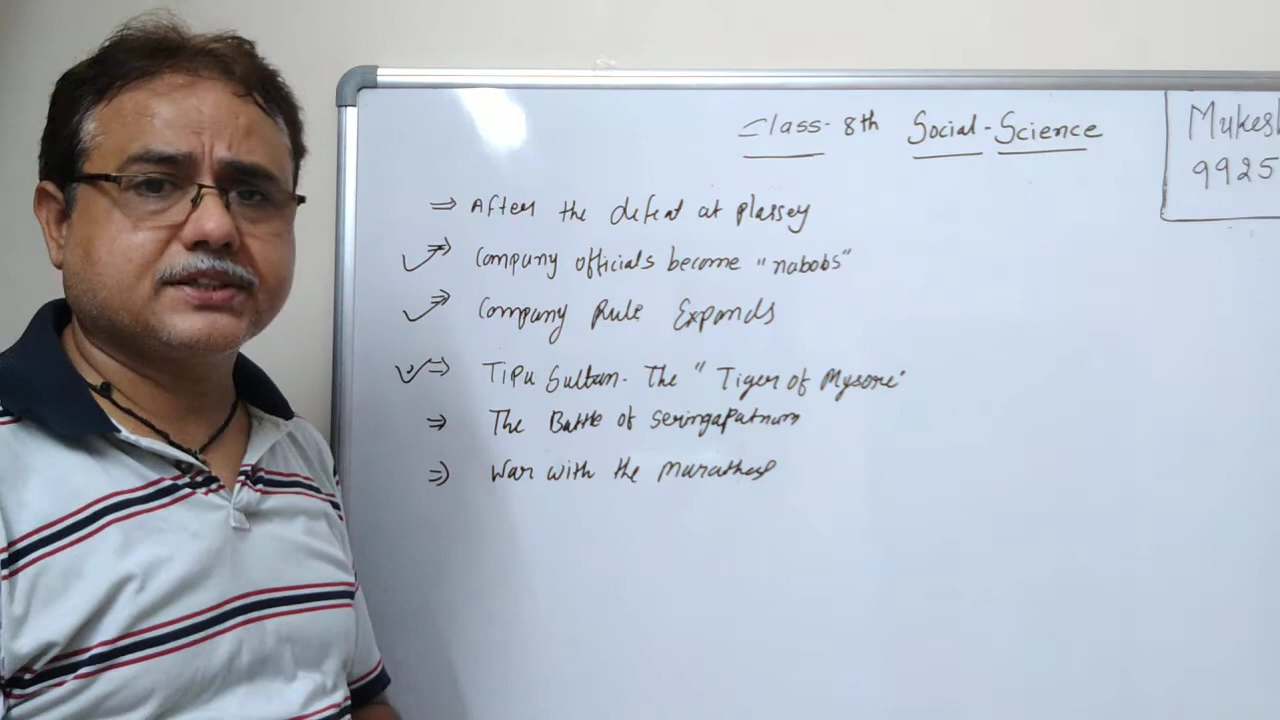 Class-8th Social-Science
Mukesh
9925
⇒ After the defeat at plassey
⇒ Company officials become "nabobs"
⇒ Company Rule Expands
⇒ Tipu Sultan- The "Tiger of Mysore"
⇒ The Battle of Seringapatnam
⇒ War with the Marathas